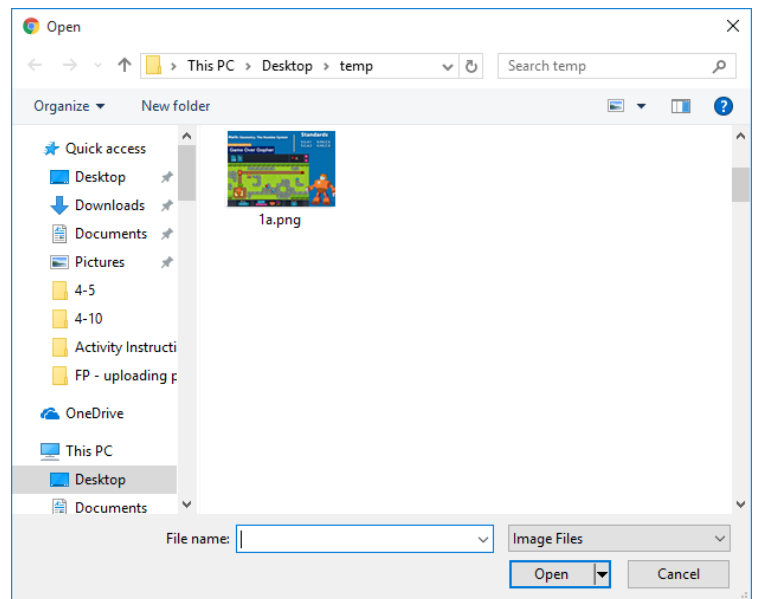 Open
This PC > Desktop > temp
Search temp
Organize
New folder
Quick access
Desktop
Downloads
Documents
Pictures
4-5
4-10
Activity Instructi
FP - uploading p
OneDrive
This PC
Desktop
Documents
Standards
Game Over Gopher
1a.png
File name:
Image Files
Open
Cancel